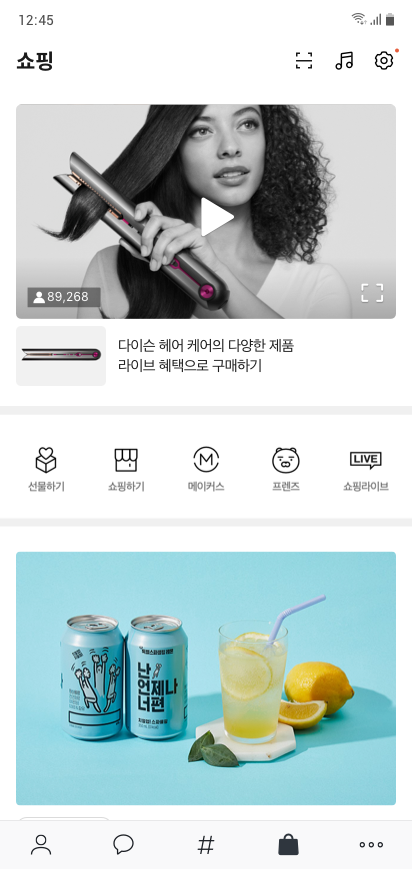 12:45
쇼핑
89,268
다이슨 헤어 케어의 다양한 제품
라이브 혜택으로 구매하기
선물하기
쇼핑하기
M
메이커스
프렌즈
LIVE
쇼핑라이브
난
언제나
너편
#